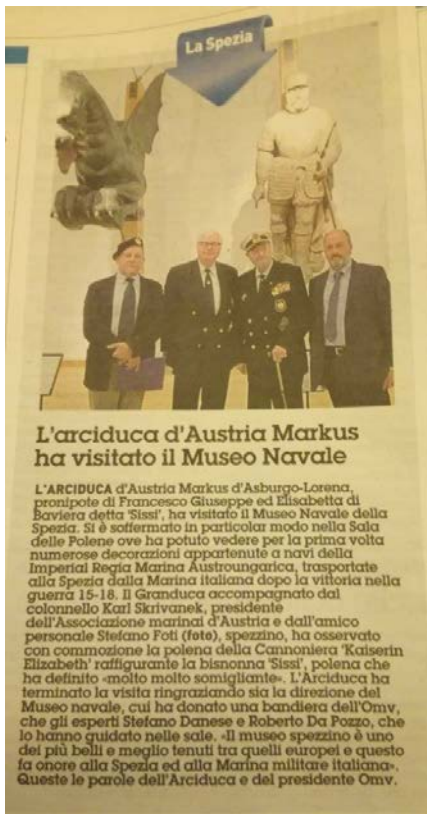 La Spezia
L'arciduca d'Austria Markus
ha visitato il Museo Navale
L'ARCIDUCA d'Austria Markus d'Asburgo-Lorena,
pronipote di Francesco Giuseppe ed Elisabetta di
Baviera detta 'Sissi', ha visitato il Museo Navale della
Spezia. Si è soffermato in particolar modo nella Sala
delle Polene ove ha potuto vedere per la prima volta
numerose decorazioni appartenute a navi della
Imperial Regia Marina Austroungarica, trasportate
alla Spezia dalla Marina italiana dopo la vittoria nella
guerra 15-18. Il Granduca accompagnato dal
colonnello Karl Skrivanek, presidente
dell'Associazione marinai d'Austria e dall'amico
personale Stefano Foti (foto), spezzino, ha osservato
con commozione la polena della Cannoniera 'Kaiserin
Elizabeth' raffigurante la bisnonna 'Sissi', polena che
ha definito «molto molto somigliante». L'Arciduca ha
terminato la visita ringraziando sia la direzione del
Museo navale, cui ha donato una bandiera dell'Omv,
che gli esperti Stefano Danese e Roberto Da Pozzo, che
lo hanno guidato nelle sale. «Il museo spezzino è uno
dei più belli e meglio tenuti tra quelli europei e questo
fa onore alla Spezia ed alla Marina militare italiana».
Queste le parole dell'Arciduca e del presidente Omv.